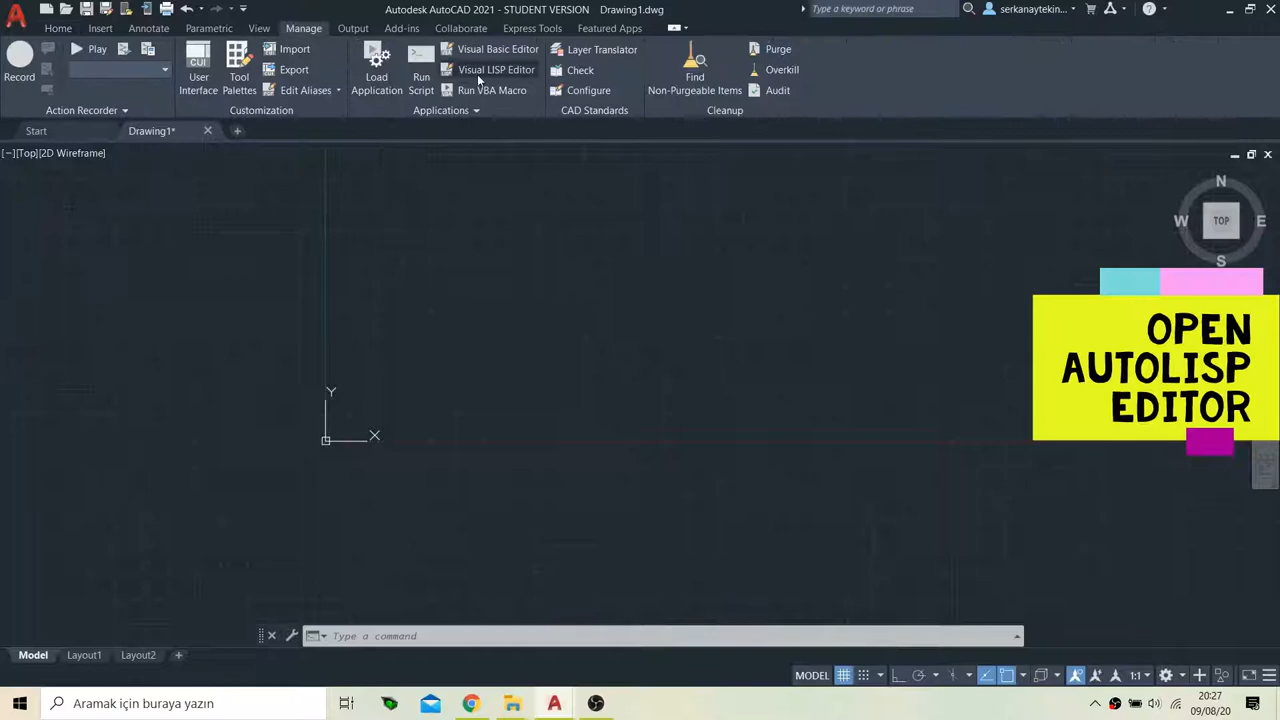 Autodesk AutoCAD 2021 - STUDENT VERSION Drawing1.dwg
Type a keyword or phrase
serkanaytekin...
Home Insert Annotate Parametric View Manage Output Add-ins Collaborate Express Tools Featured Apps
Record
Play
Action Recorder
User Interface
Tool Palettes
Import
Export
Edit Aliases
Customization
Load Application
Run Script
Visual Basic Editor
Visual LISP Editor
Run VBA Macro
Applications
Layer Translator
Check
Configure
CAD Standards
Find
Non-Purgeable Items
Purge
Overkill
Audit
Cleanup
Start
Drawing1*
[−][Top][2D Wireframe]
N
W
TOP
E
S
OPEN
AUTOLISP
EDITOR
Y
X
Type a command
Model Layout1 Layout2
MODEL
1:1
Aramak için buraya yazın
20:27
09/08/20